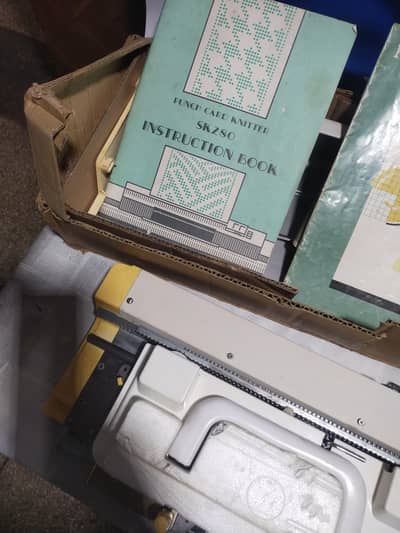 PUNCH CARD KNITTER
SK280
INSTRUCTION BOOK